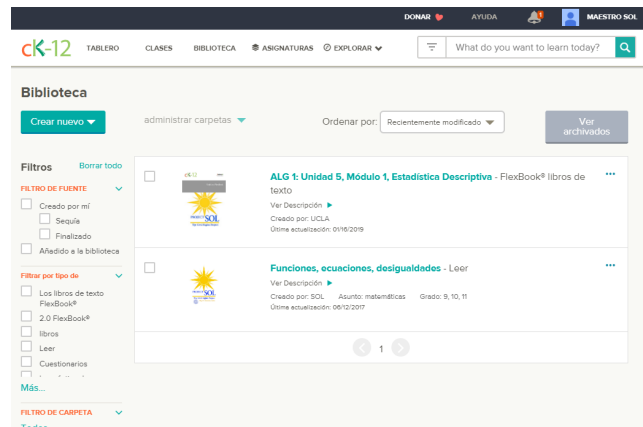 DONAR AYUDA 1 MAESTRO SOL
cK-12 TABLERO CLASES BIBLIOTECA ASIGNATURAS EXPLORAR What do you want to learn today?
Biblioteca
Crear nuevo administrar carpetas Ordenar por: Recientemente modificado Ver archivados
Filtros Borrar todo
FILTRO DE FUENTE
Creado por mí
Sequía
Finalizado
Añadido a la biblioteca
Filtrar por tipo de
Los libros de texto
FlexBook®
2.0 FlexBook®
libros
Leer
Cuestionarios
Más...
FILTRO DE CARPETA
ALG 1: Unidad 5, Módulo 1, Estadística Descriptiva - FlexBook® libros de
texto
Ver Descripción
Creado por: UCLA
Última actualización: 01/16/2019
Funciones, ecuaciones, desigualdades - Leer
Ver Descripción
Creado por: SOL Asunto: matemáticas Grado: 9, 10, 11
Última actualización: 06/12/2017
1